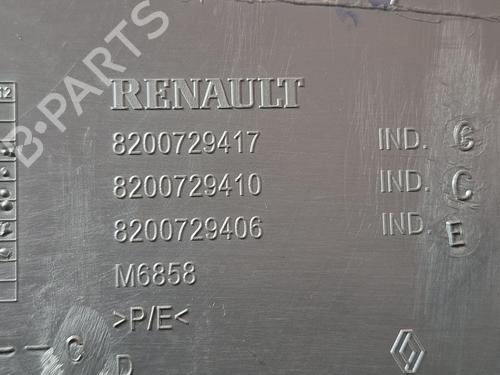 B-PARTS
RENAULT
8200729417 IND. C
8200729410 IND. C
8200729406 IND. E
M6858
>P/E<
C
D